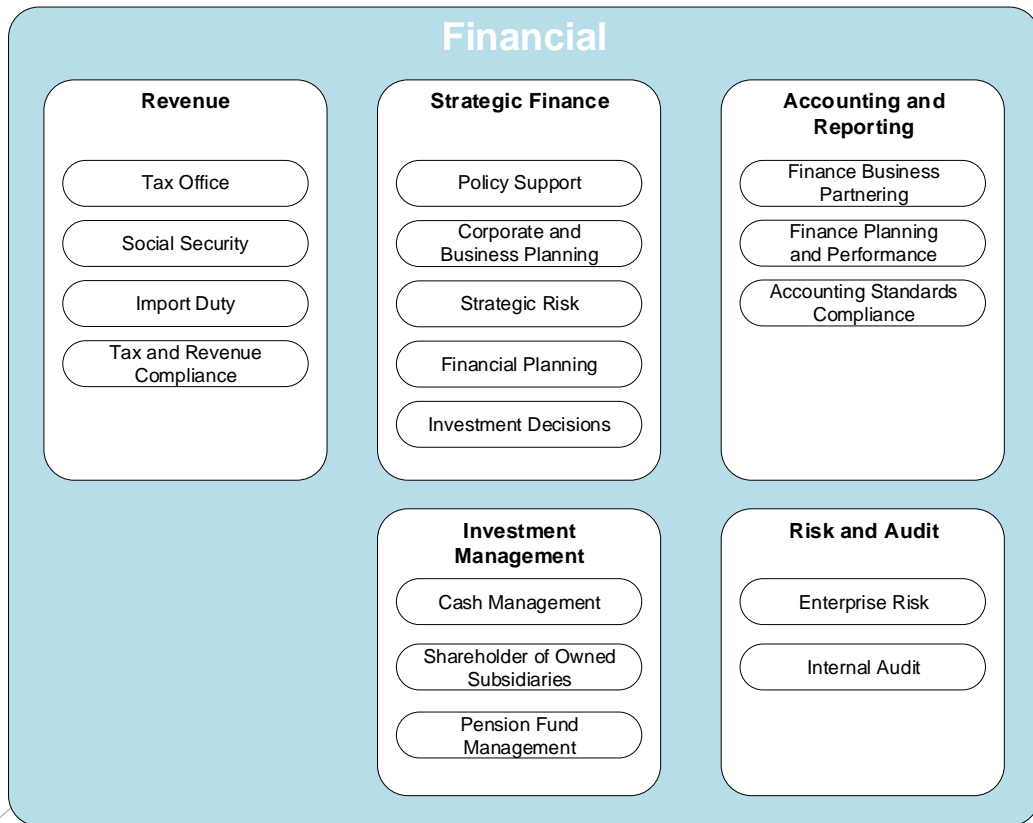 Financial
Revenue
Tax Office
Social Security
Import Duty
Tax and Revenue
Compliance
Strategic Finance
Policy Support
Corporate and
Business Planning
Strategic Risk
Financial Planning
Investment Decisions
Accounting and
Reporting
Finance Business
Partnering
Finance Planning
and Performance
Accounting Standards
Compliance
Investment
Management
Cash Management
Shareholder of Owned
Subsidiaries
Pension Fund
Management
Risk and Audit
Enterprise Risk
Internal Audit